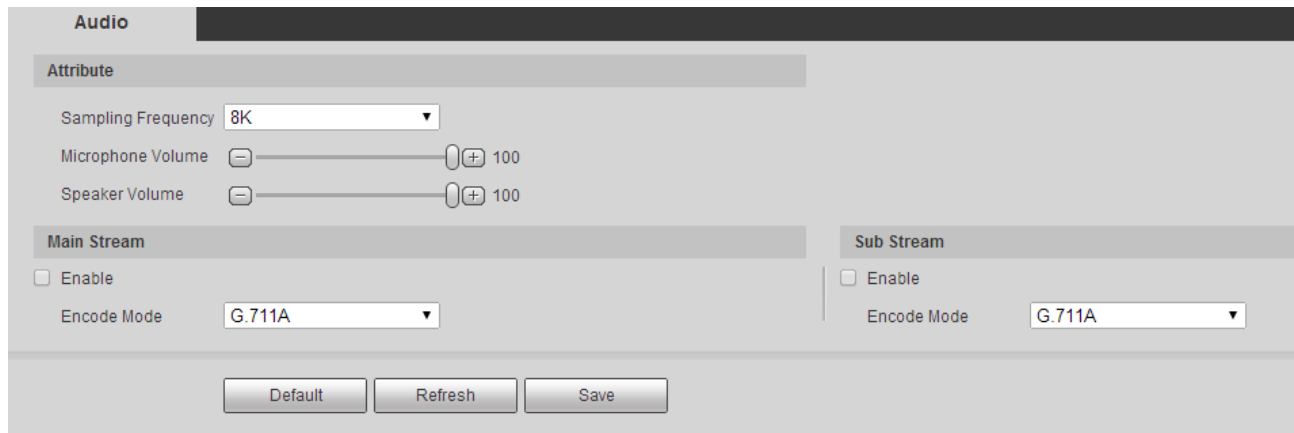 Audio
Attribute
Sampling Frequency 8K
Microphone Volume 100
Speaker Volume 100
Main Stream
Enable
Encode Mode G.711A
Sub Stream
Enable
Encode Mode G.711A
Default Refresh Save